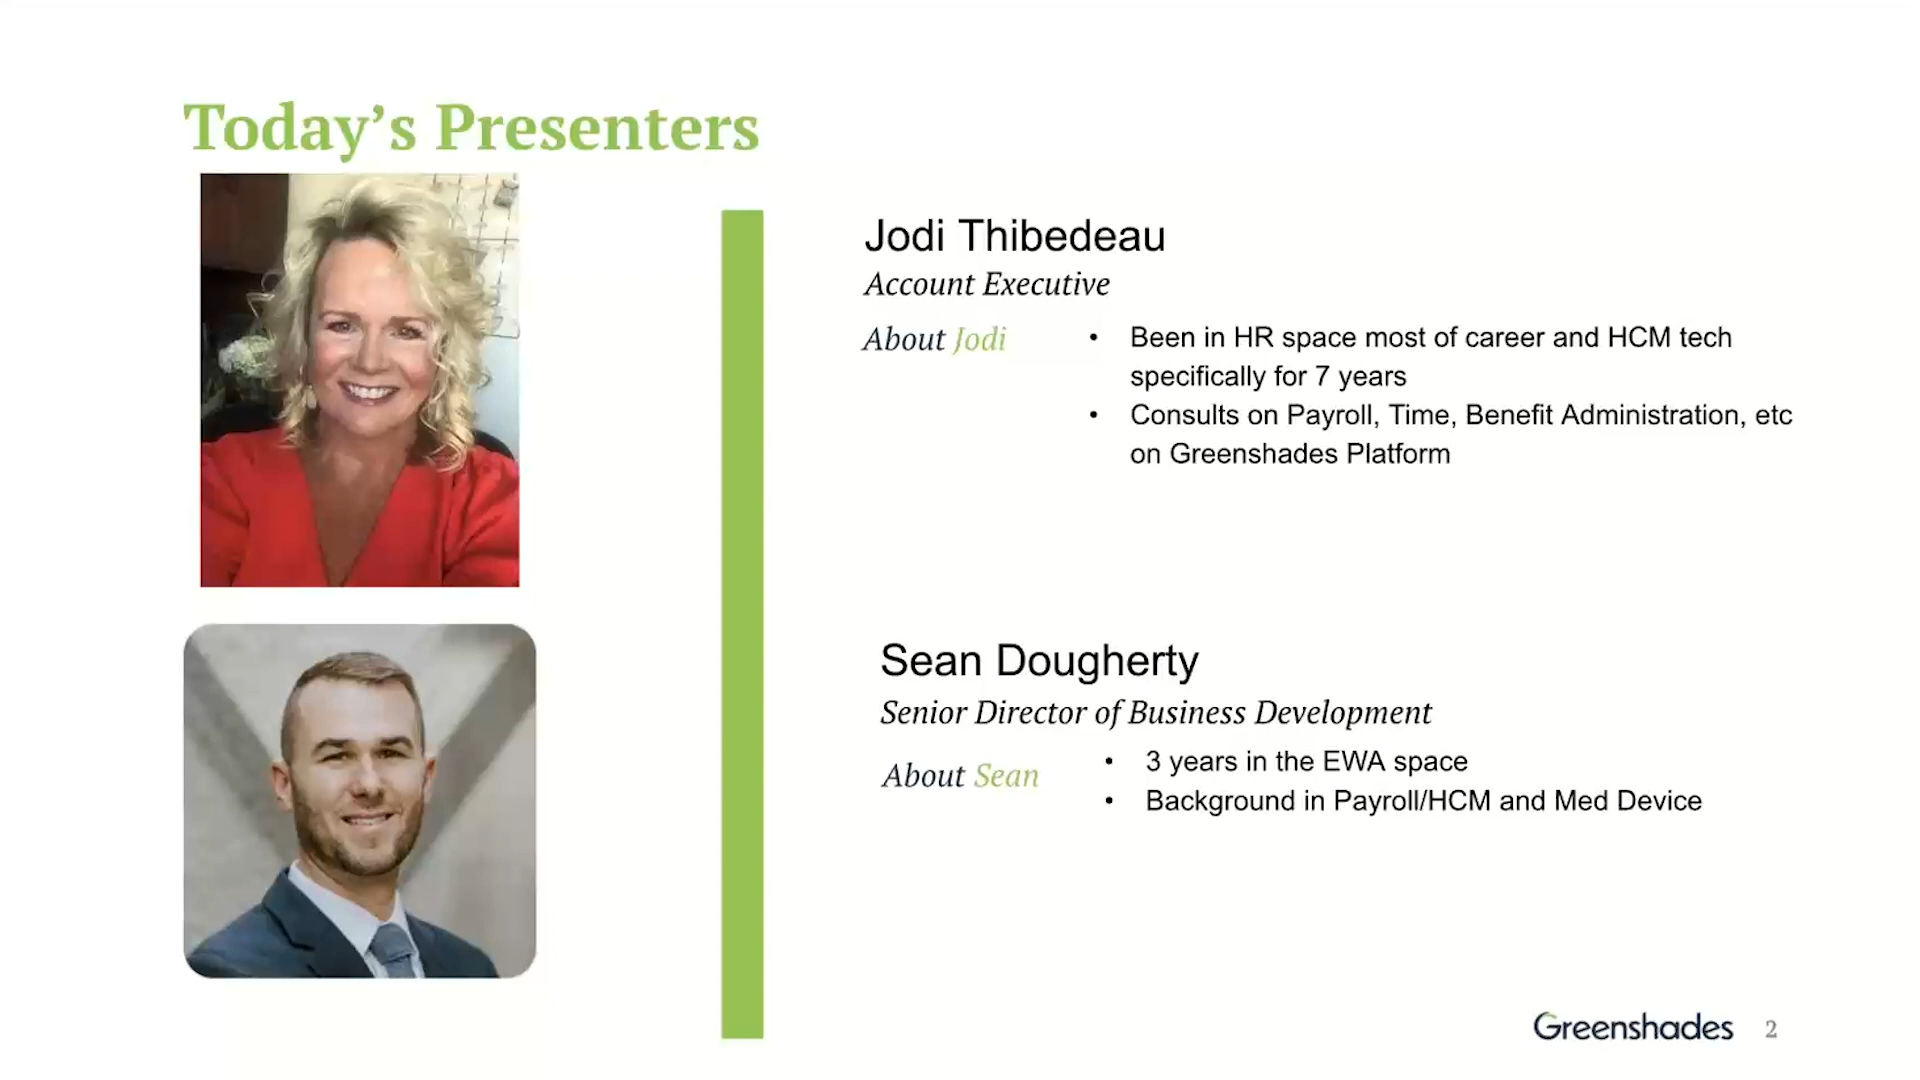 Today’s Presenters
Jodi Thibedeau
Account Executive
About Jodi
• Been in HR space most of career and HCM tech
specifically for 7 years
• Consults on Payroll, Time, Benefit Administration, etc
on Greenshades Platform
Sean Dougherty
Senior Director of Business Development
About Sean
• 3 years in the EWA space
• Background in Payroll/HCM and Med Device
Greenshades 2